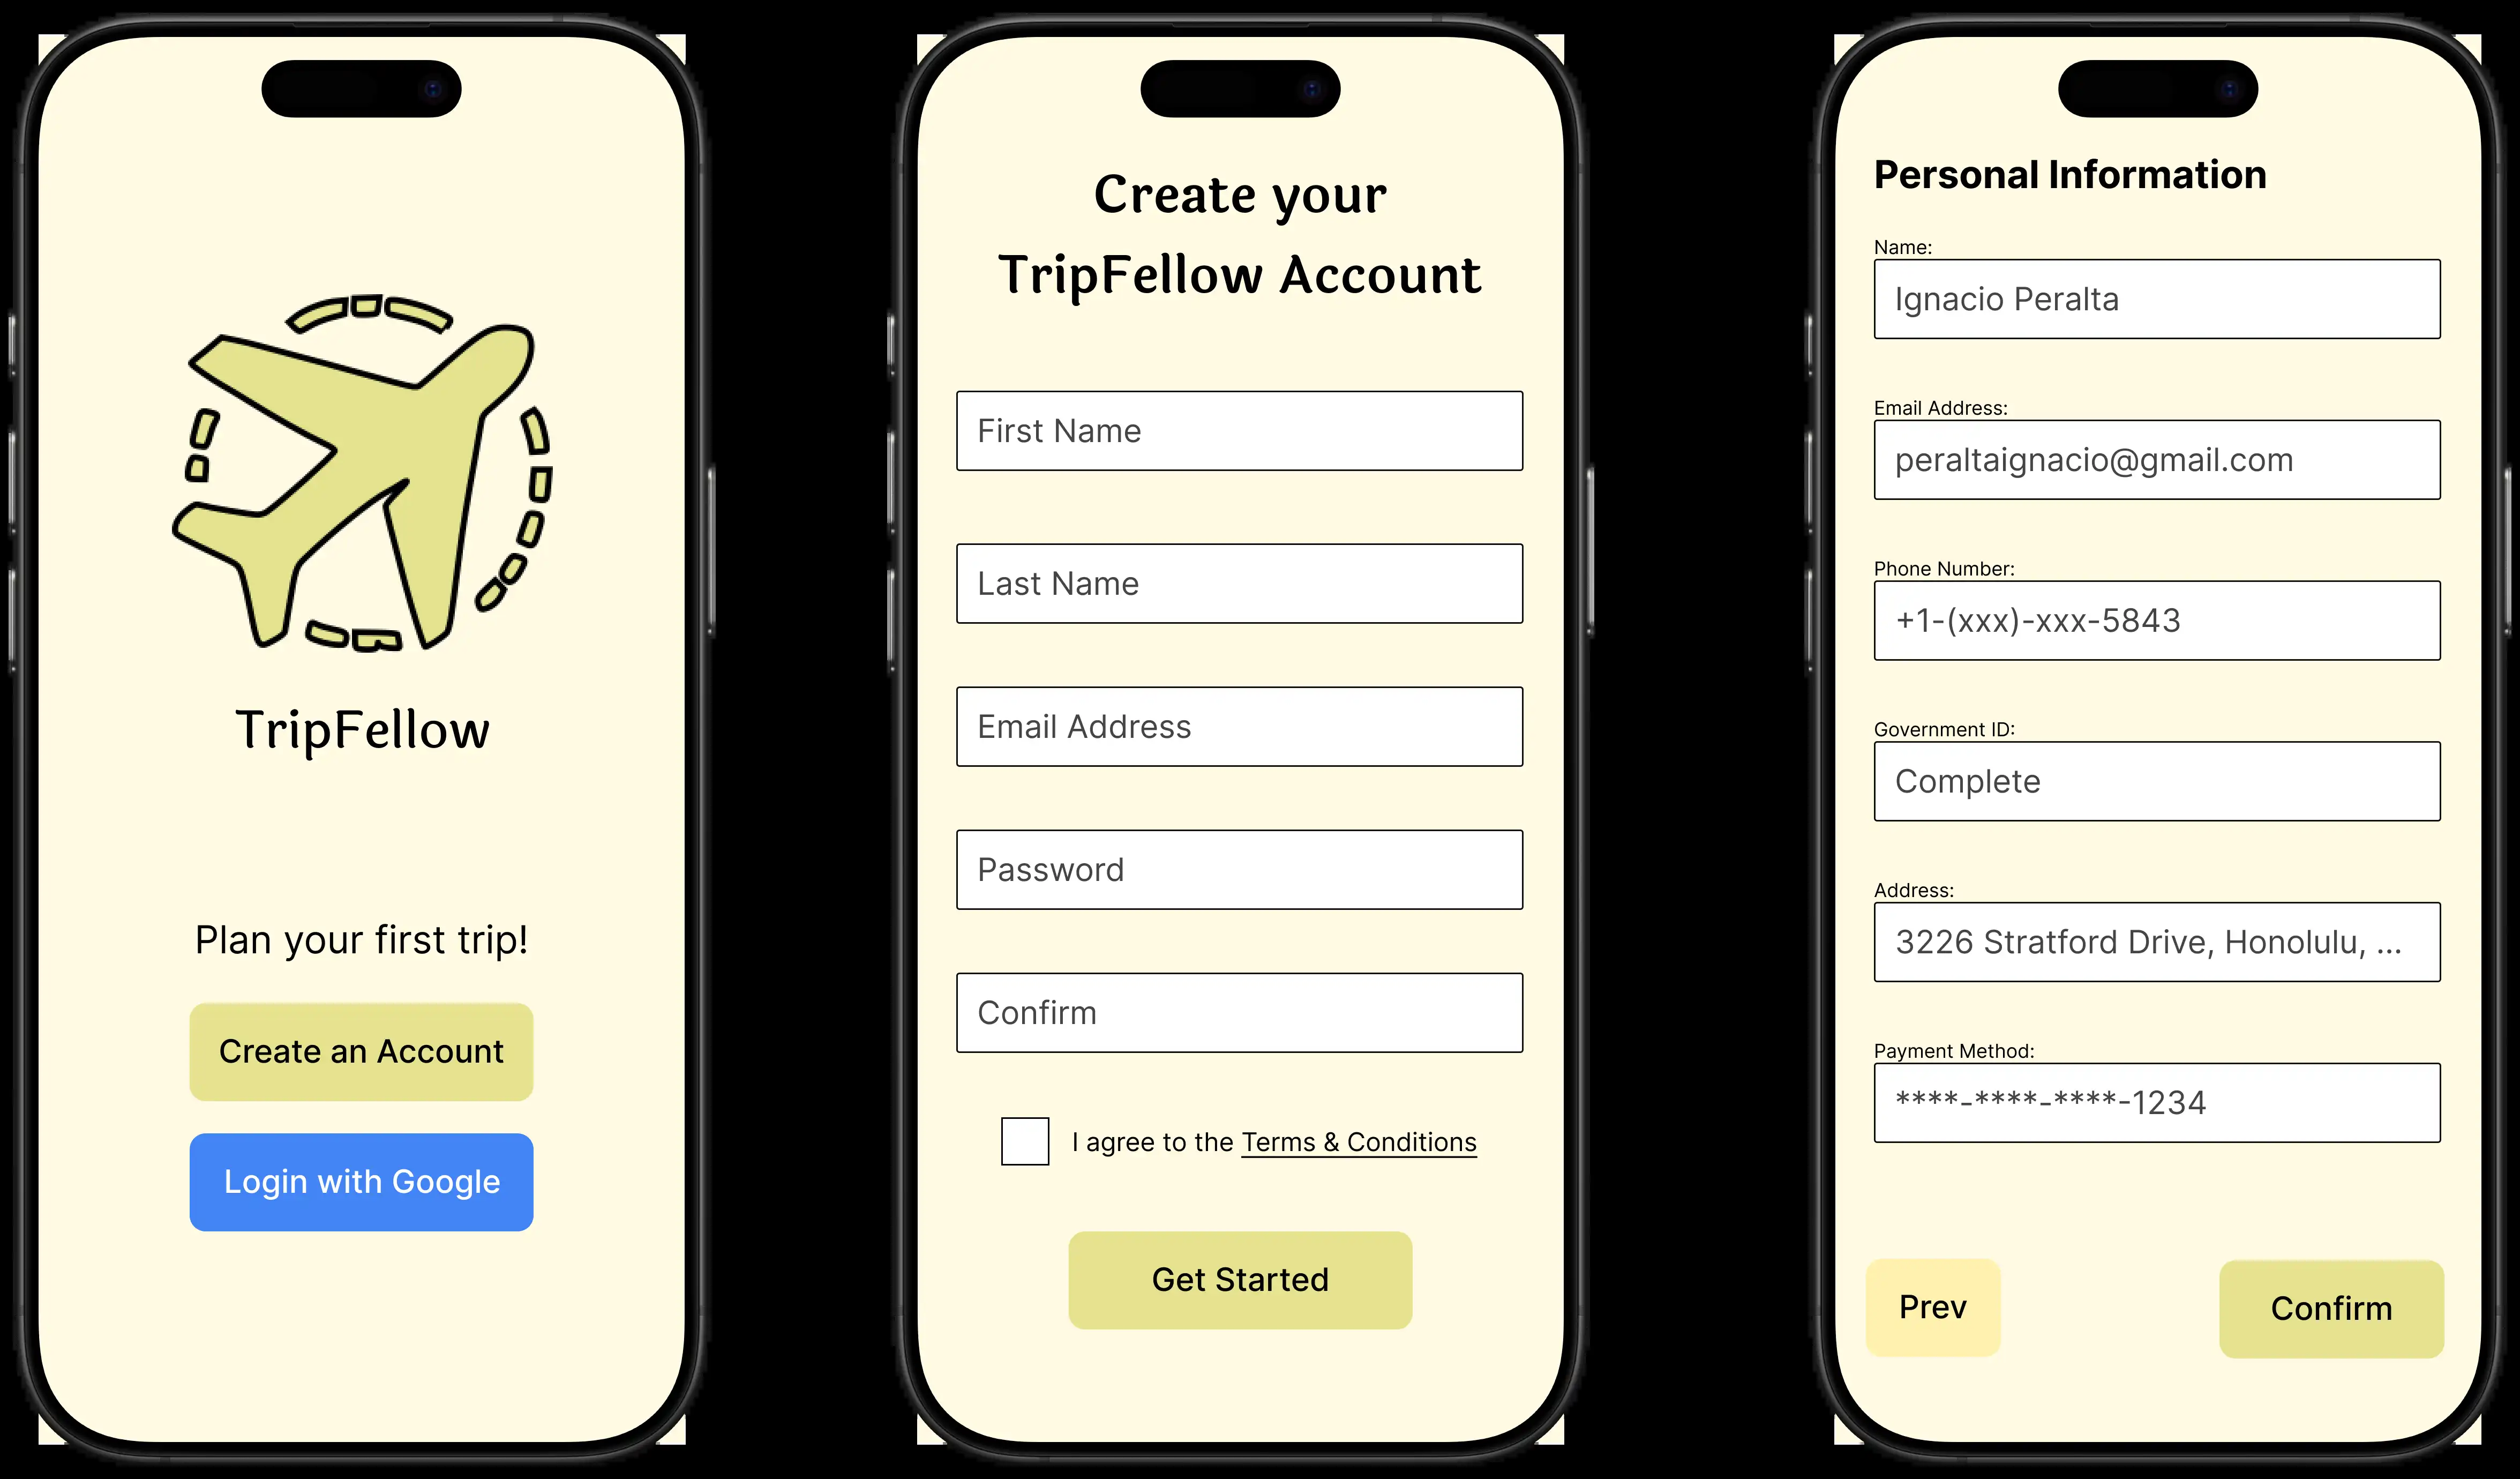 TripFellow
Plan your first trip!
Create an Account
Login with Google
Create your
TripFellow Account
First Name
Last Name
Email Address
Password
Confirm
I agree to the Terms & Conditions
Get Started
Personal Information
Name:
Ignacio Peralta
Email Address:
peraltaignacio@gmail.com
Phone Number:
+1-(xxx)-xxx-5843
Government ID:
Complete
Address:
3226 Stratford Drive, Honolulu, ...
Payment Method:
****-****-****-1234
Prev
Confirm